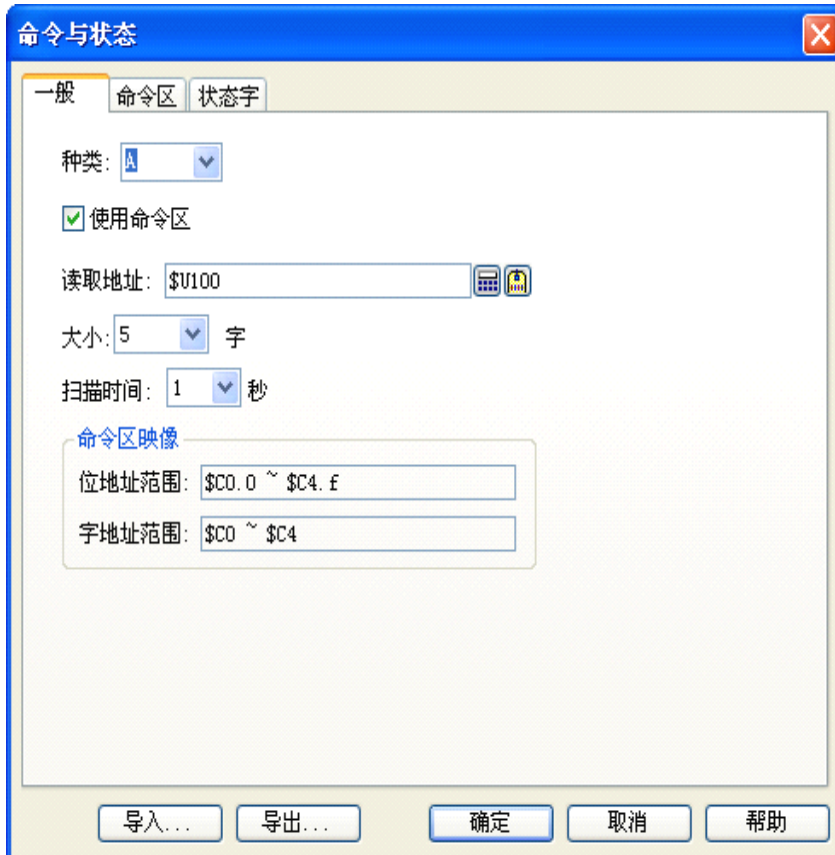 命令与状态
一般 命令区 状态字
种类: A
使用命令区
读取地址: $U100
大小: 5 字
扫描时间: 1 秒
命令区映像
位地址范围: $C0.0 ~ $C4.f
字地址范围: $C0 ~ $C4
导入... 导出... 确定 取消 帮助